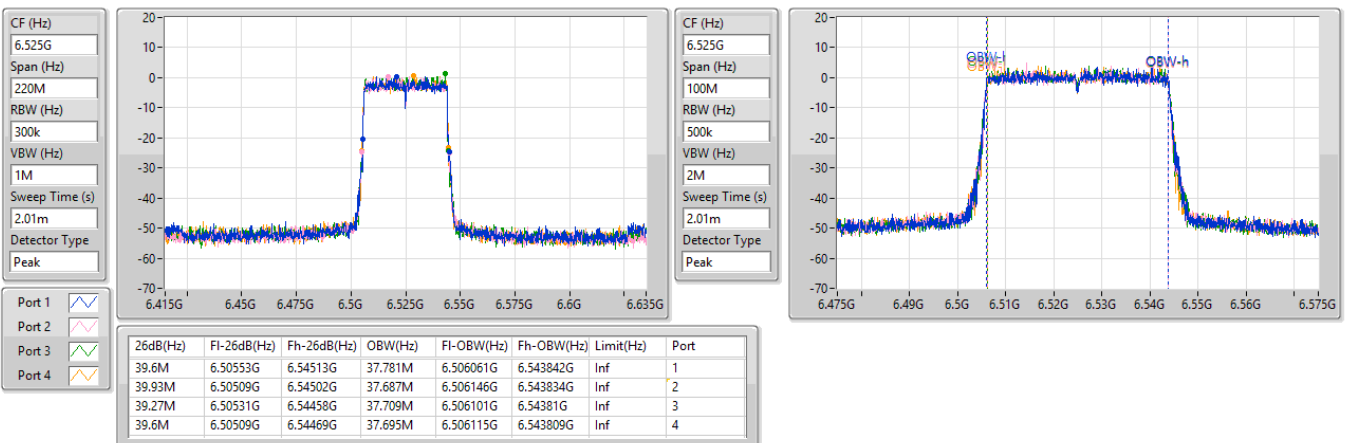 CF (Hz)
6.525G
Span (Hz)
220M
RBW (Hz)
300k
VBW (Hz)
1M
Sweep Time (s)
2.01m
Detector Type
Peak
20
10
0
-10
-20
-30
-40
-50
-60
-70
6.415G 6.45G 6.475G 6.5G 6.525G 6.55G 6.575G 6.6G 6.635G
CF (Hz)
6.525G
Span (Hz)
100M
RBW (Hz)
500k
VBW (Hz)
2M
Sweep Time (s)
2.01m
Detector Type
Peak
20
10
0
-10
-20
-30
-40
-50
-60
-70
OBW-l OBW-h
6.475G 6.49G 6.5G 6.51G 6.52G 6.53G 6.54G 6.55G 6.56G 6.575G
Port 1
Port 2
Port 3
Port 4
26dB(Hz) Fl-26dB(Hz) Fh-26dB(Hz) OBW(Hz) Fl-OBW(Hz) Fh-OBW(Hz) Limit(Hz) Port
39.6M 6.50553G 6.54513G 37.781M 6.506061G 6.543842G Inf 1
39.93M 6.50509G 6.54502G 37.687M 6.506146G 6.543834G Inf 2
39.27M 6.50531G 6.54458G 37.709M 6.506101G 6.54381G Inf 3
39.6M 6.50509G 6.54469G 37.695M 6.506115G 6.543809G Inf 4